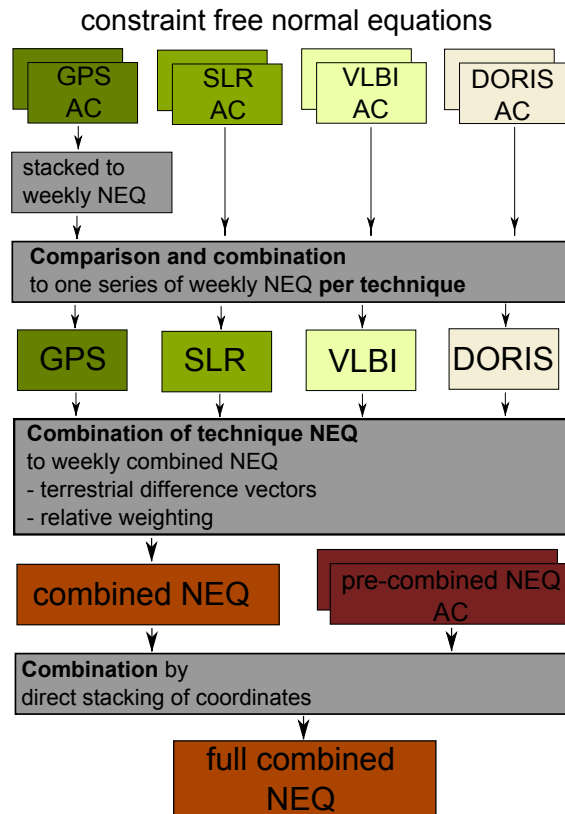 constraint free normal equations
GPS
AC
SLR
AC
VLBI
AC
DORIS
AC
stacked to
weekly NEQ
Comparison and combination
to one series of weekly NEQ per technique
GPS
SLR
VLBI
DORIS
Combination of technique NEQ
to weekly combined NEQ
- terrestrial difference vectors
- relative weighting
combined NEQ
pre-combined NEQ
AC
Combination by
direct stacking of coordinates
full combined
NEQ